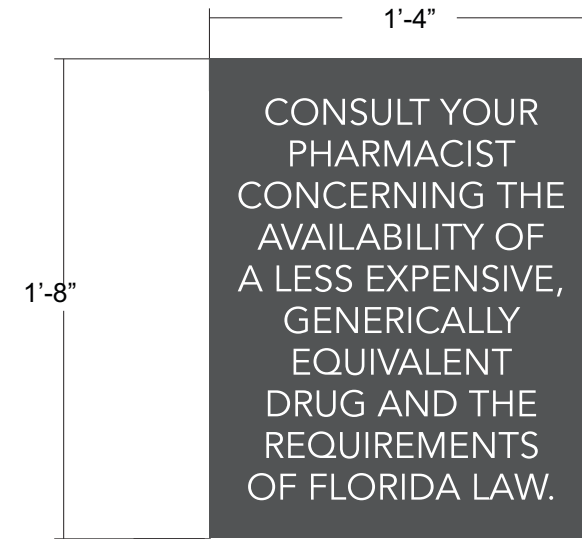 1’-4”
1’-8”
CONSULT YOUR
PHARMACIST
CONCERNING THE
AVAILABILITY OF
A LESS EXPENSIVE,
GENERICALLY
EQUIVALENT
DRUG AND THE
REQUIREMENTS
OF FLORIDA LAW.